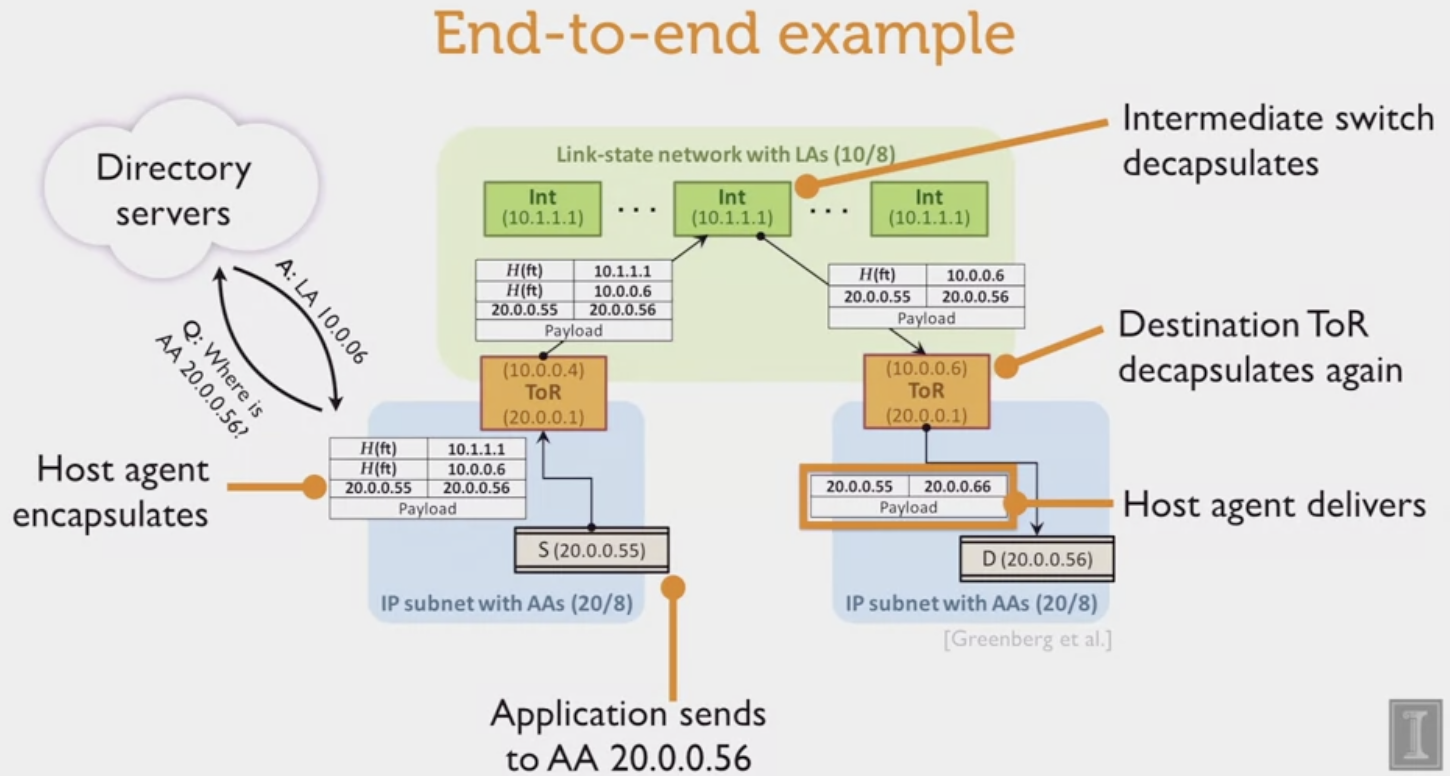 End-to-end example
Directory
servers
A: LA 10.0.06
Q: Where is
AA 20.0.0.56?
Link-state network with LAs (10/8)
Int
(10.1.1.1)
. . .
Int
(10.1.1.1)
. . .
Int
(10.1.1.1)
Intermediate switch
decapsulates
H(ft) 10.1.1.1
H(ft) 10.0.0.6
20.0.0.55 20.0.0.56
Payload
H(ft) 10.0.0.6
20.0.0.55 20.0.0.56
Payload
(10.0.0.4)
ToR
(20.0.0.1)
(10.0.0.6)
ToR
(20.0.0.1)
Destination ToR
decapsulates again
Host agent
encapsulates
H(ft) 10.1.1.1
H(ft) 10.0.0.6
20.0.0.55 20.0.0.56
Payload
S (20.0.0.55)
IP subnet with AAs (20/8)
20.0.0.55 20.0.0.66
Payload
Host agent delivers
D (20.0.0.56)
IP subnet with AAs (20/8)
[Greenberg et al.]
Application sends
to AA 20.0.0.56
I